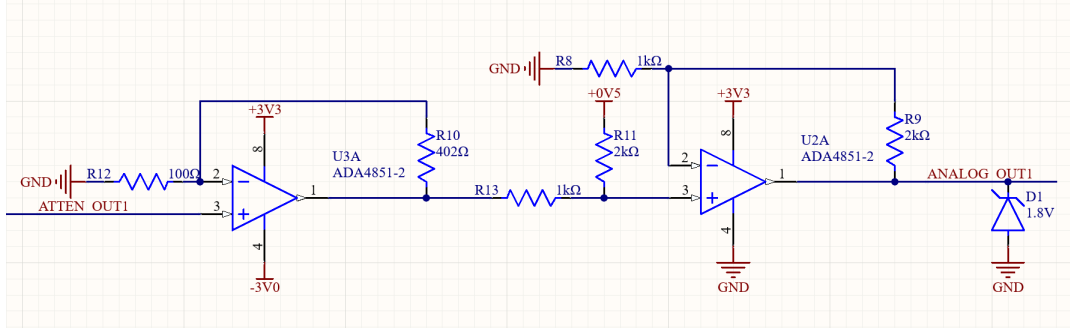 GND
R8
1kΩ
+0V5
+3V3
8
R9
2kΩ
+3V3
8
R10
402Ω
R11
2kΩ
U2A
ADA4851-2
U3A
ADA4851-2
2
1
3
4
GND
GND
R12
100Ω
2
1
3
4
-3V0
ATTEN_OUT1
R13
1kΩ
ANALOG_OUT1
D1
1.8V
GND